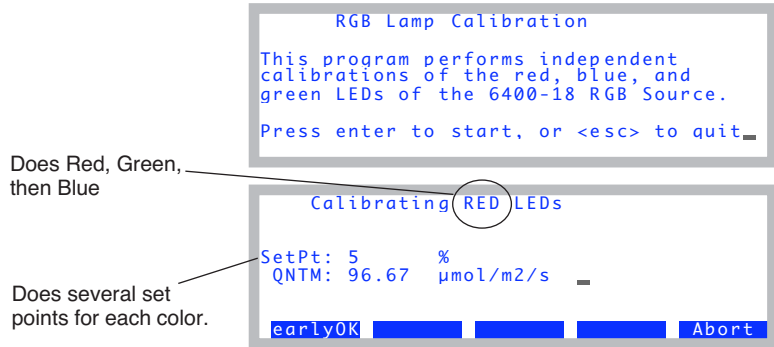 RGB Lamp Calibration
This program performs independent
calibrations of the red, blue, and
green LEDs of the 6400-18 RGB Source.
Press enter to start, or <esc> to quit
Does Red, Green,
then Blue
Calibrating RED LEDs
SetPt: 5 %
QNTM: 96.67 µmol/m2/s
Does several set
points for each color.
earlyOK Abort